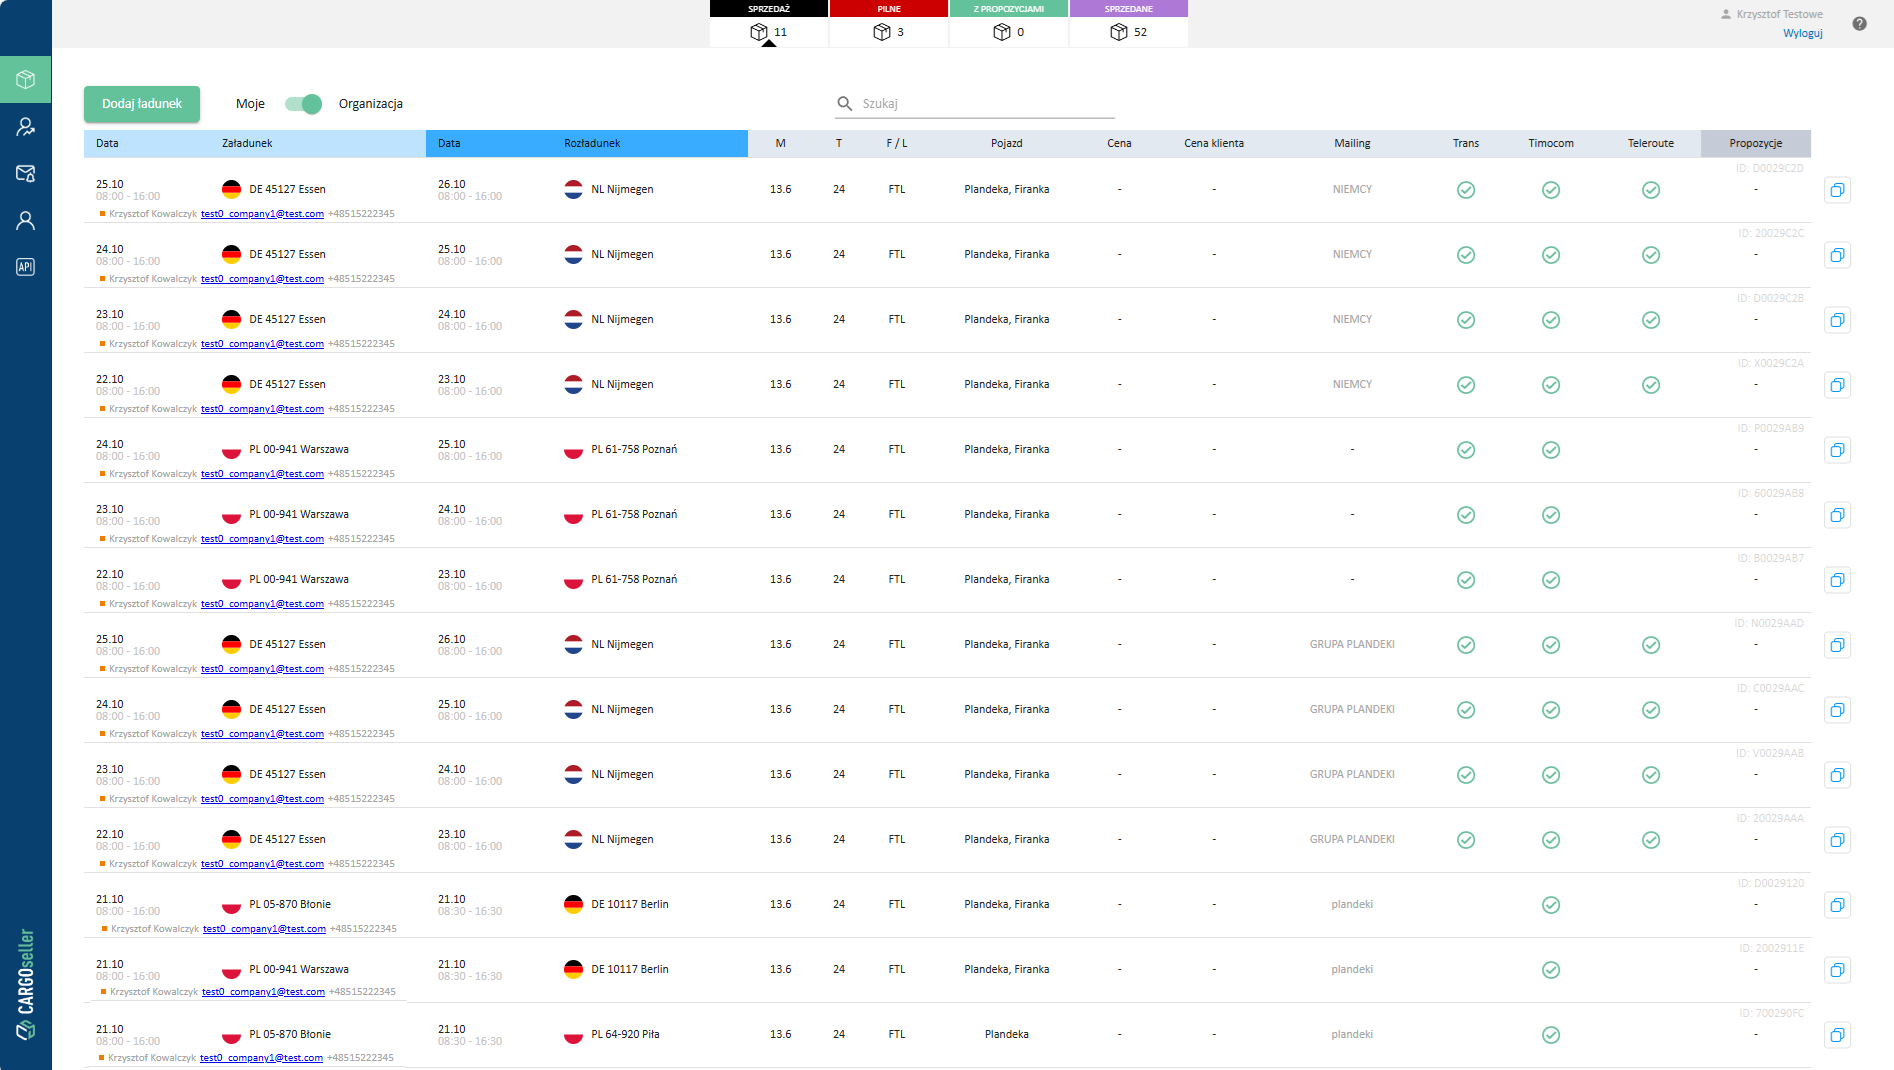 SPRZEDAŻ PILNE Z PROPOZYCJAMI SPRZEDANE
11 3 0 52
Krzysztof Testowe
Wyloguj
Dodaj ładunek Moje Organizacja Szukaj
Data Załadunek Data Rozładunek M T F / L Pojazd Cena Cena klienta Mailing Trans Timocom Teleroute Propozycje
ID: D0029C2D
25.10 DE 45127 Essen 26.10 NL Nijmegen 13.6 24 FTL Plandeka, Firanka - - NIEMCY -
08:00 - 16:00 08:00 - 16:00
Krzysztof Kowalczyk test0_company1@test.com +48515222345
ID: 20029C2C
24.10 DE 45127 Essen 25.10 NL Nijmegen 13.6 24 FTL Plandeka, Firanka - - NIEMCY -
08:00 - 16:00 08:00 - 16:00
Krzysztof Kowalczyk test0_company1@test.com +48515222345
ID: D0029C2B
23.10 DE 45127 Essen 24.10 NL Nijmegen 13.6 24 FTL Plandeka, Firanka - - NIEMCY -
08:00 - 16:00 08:00 - 16:00
Krzysztof Kowalczyk test0_company1@test.com +48515222345
ID: X0029C2A
22.10 DE 45127 Essen 23.10 NL Nijmegen 13.6 24 FTL Plandeka, Firanka - - NIEMCY -
08:00 - 16:00 08:00 - 16:00
Krzysztof Kowalczyk test0_company1@test.com +48515222345
ID: P0029AB9
24.10 PL 00-941 Warszawa 25.10 PL 61-758 Poznań 13.6 24 FTL Plandeka, Firanka - - - -
08:00 - 16:00 08:00 - 16:00
Krzysztof Kowalczyk test0_company1@test.com +48515222345
ID: 60029AB8
23.10 PL 00-941 Warszawa 24.10 PL 61-758 Poznań 13.6 24 FTL Plandeka, Firanka - - - -
08:00 - 16:00 08:00 - 16:00
Krzysztof Kowalczyk test0_company1@test.com +48515222345
ID: B0029AB7
22.10 PL 00-941 Warszawa 23.10 PL 61-758 Poznań 13.6 24 FTL Plandeka, Firanka - - - -
08:00 - 16:00 08:00 - 16:00
Krzysztof Kowalczyk test0_company1@test.com +48515222345
ID: N0029AAD
25.10 DE 45127 Essen 26.10 NL Nijmegen 13.6 24 FTL Plandeka, Firanka - - GRUPA PLANDEKI -
08:00 - 16:00 08:00 - 16:00
Krzysztof Kowalczyk test0_company1@test.com +48515222345
ID: C0029AAC
24.10 DE 45127 Essen 25.10 NL Nijmegen 13.6 24 FTL Plandeka, Firanka - - GRUPA PLANDEKI -
08:00 - 16:00 08:00 - 16:00
Krzysztof Kowalczyk test0_company1@test.com +48515222345
ID: V0029AAB
23.10 DE 45127 Essen 24.10 NL Nijmegen 13.6 24 FTL Plandeka, Firanka - - GRUPA PLANDEKI -
08:00 - 16:00 08:00 - 16:00
Krzysztof Kowalczyk test0_company1@test.com +48515222345
ID: 20029AAA
22.10 DE 45127 Essen 23.10 NL Nijmegen 13.6 24 FTL Plandeka, Firanka - - GRUPA PLANDEKI -
08:00 - 16:00 08:00 - 16:00
Krzysztof Kowalczyk test0_company1@test.com +48515222345
ID: D0029120
21.10 PL 05-870 Błonie 21.10 DE 10117 Berlin 13.6 24 FTL Plandeka, Firanka - - plandeki -
08:00 - 16:00 08:30 - 16:30
Krzysztof Kowalczyk test0_company1@test.com +48515222345
ID: 2002911E
21.10 PL 00-941 Warszawa 21.10 DE 10117 Berlin 13.6 24 FTL Plandeka, Firanka - - plandeki -
08:00 - 16:00 08:30 - 16:30
Krzysztof Kowalczyk test0_company1@test.com +48515222345
ID: 700290FC
21.10 PL 05-870 Błonie 21.10 PL 64-920 Piła 13.6 24 FTL Plandeka - - plandeki -
08:00 - 16:00 08:30 - 16:30
Krzysztof Kowalczyk test0_company1@test.com +48515222345
API
CARGOseller